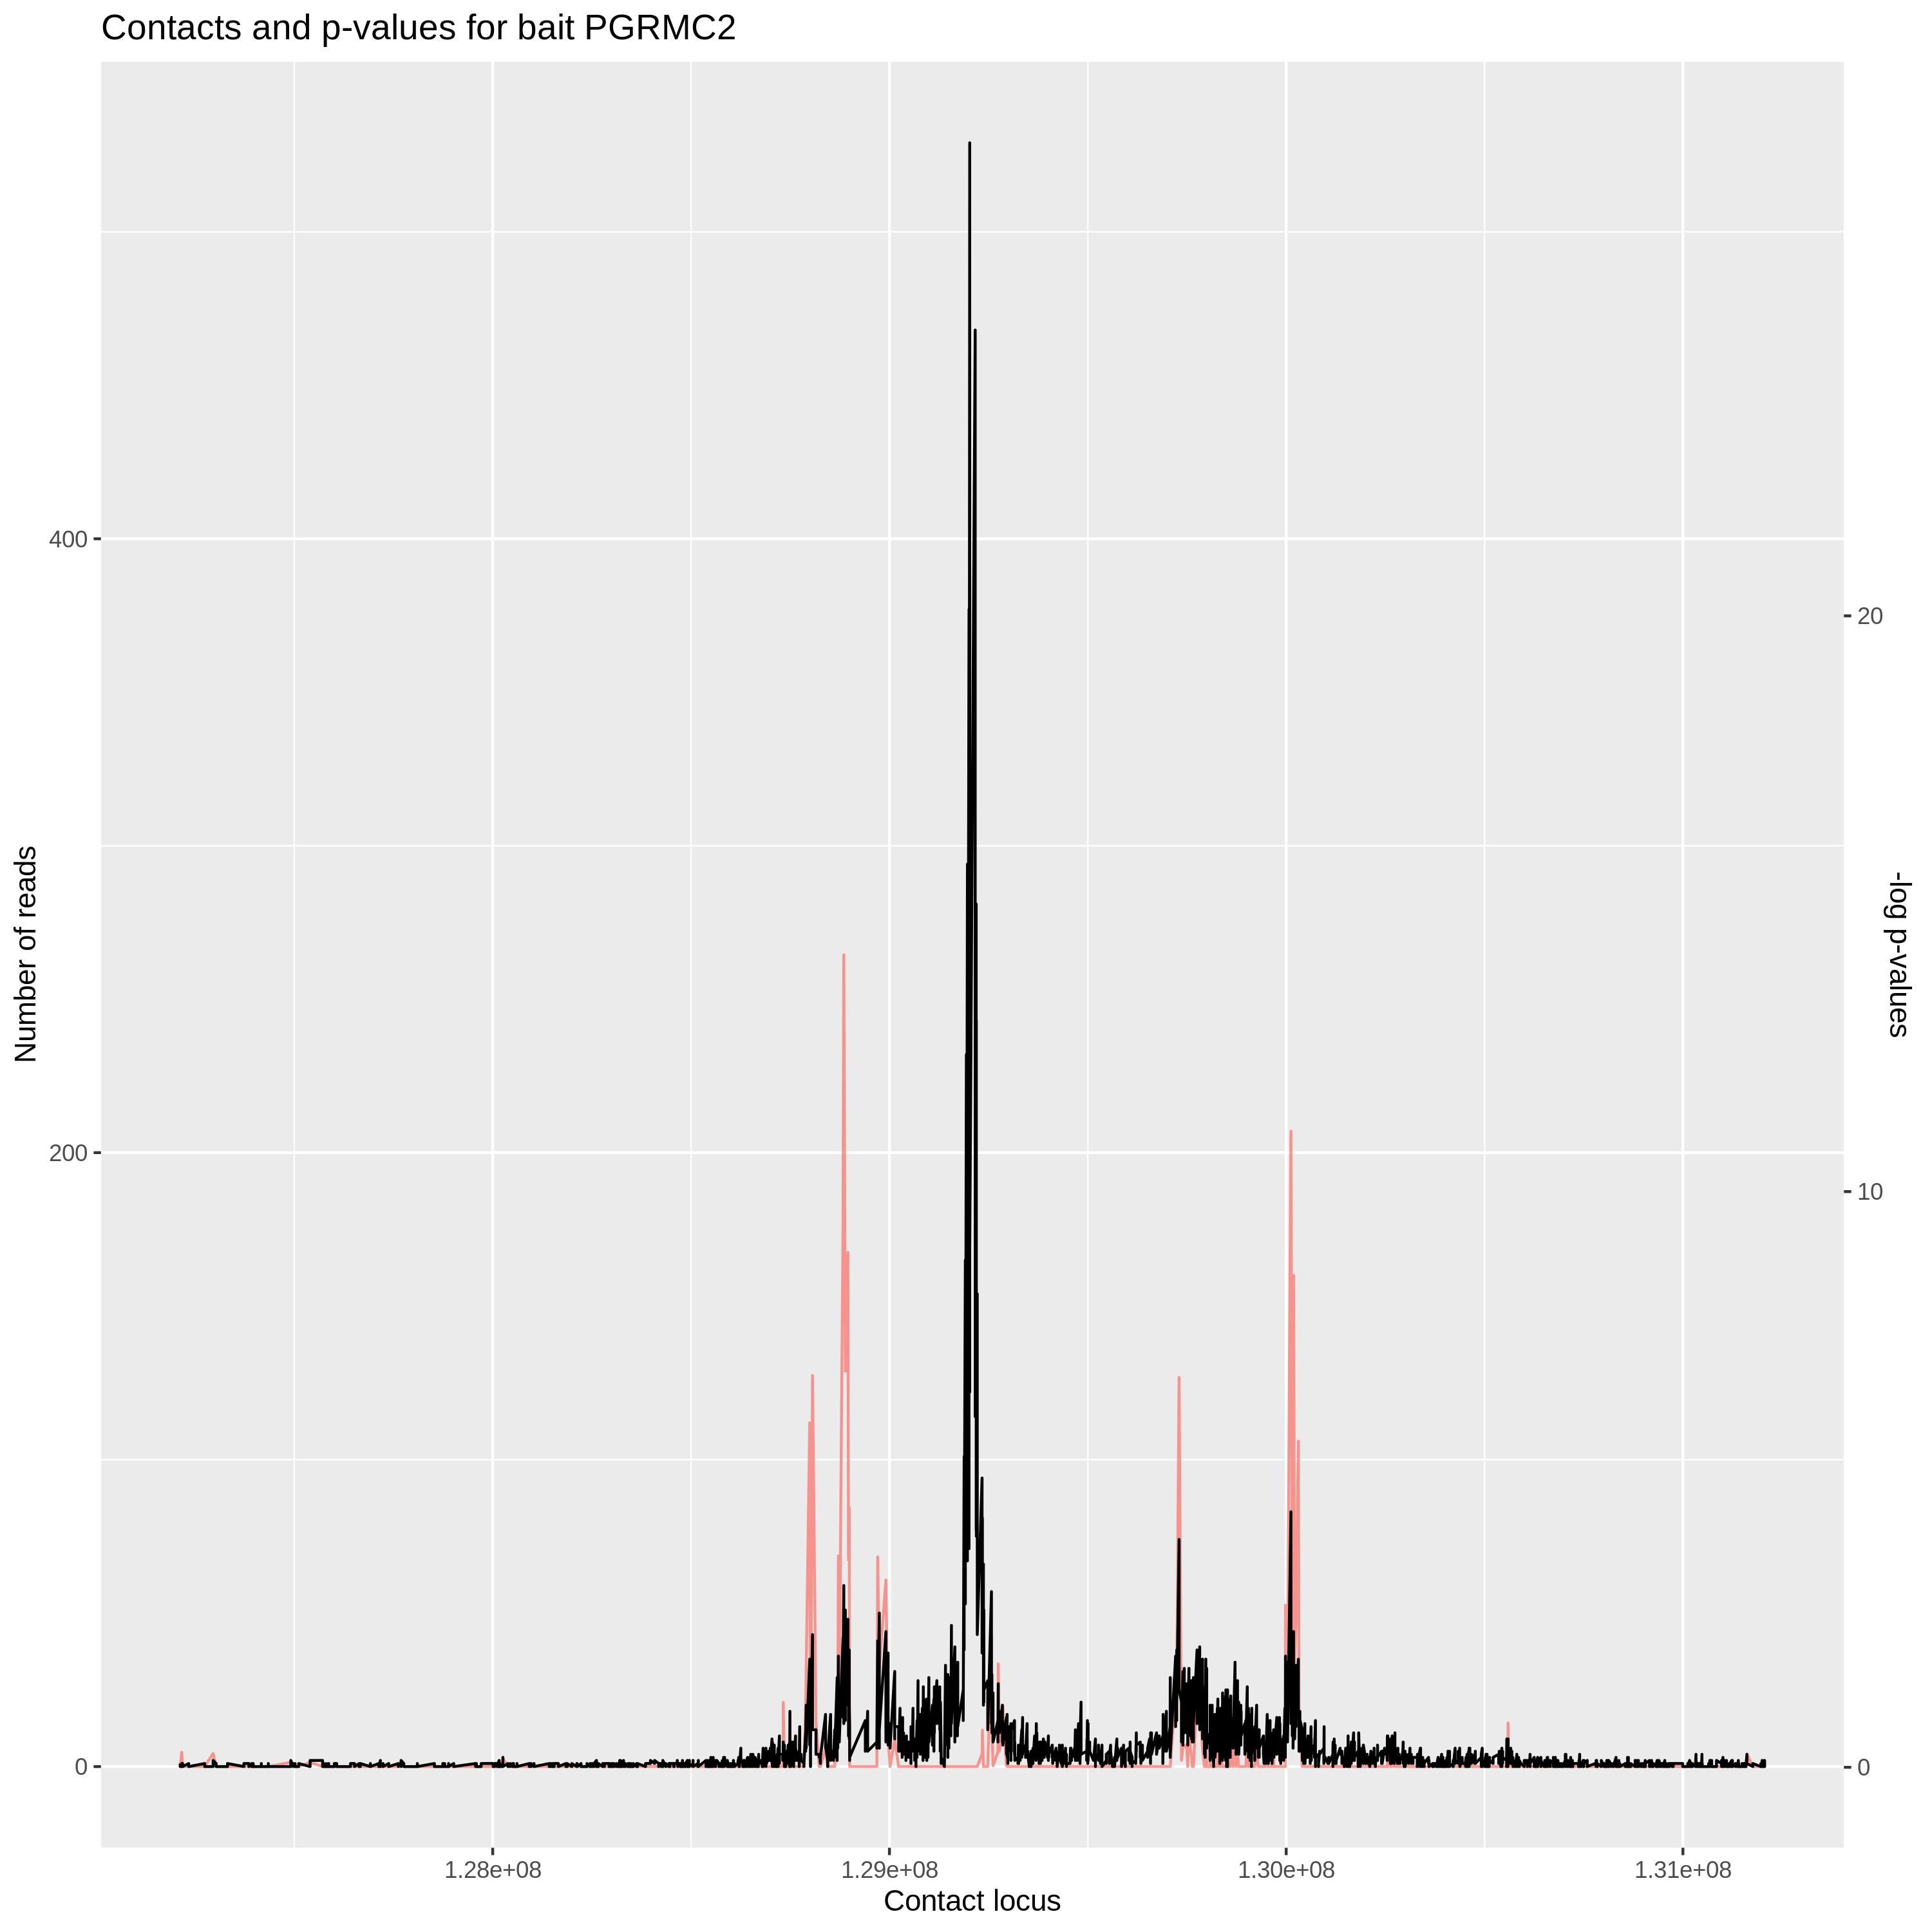 Contacts and p-values for bait PGRMC2
Number of reads
400
200
0
-log p-values
20
10
0
1.28e+08
1.29e+08
1.30e+08
1.31e+08
Contact locus